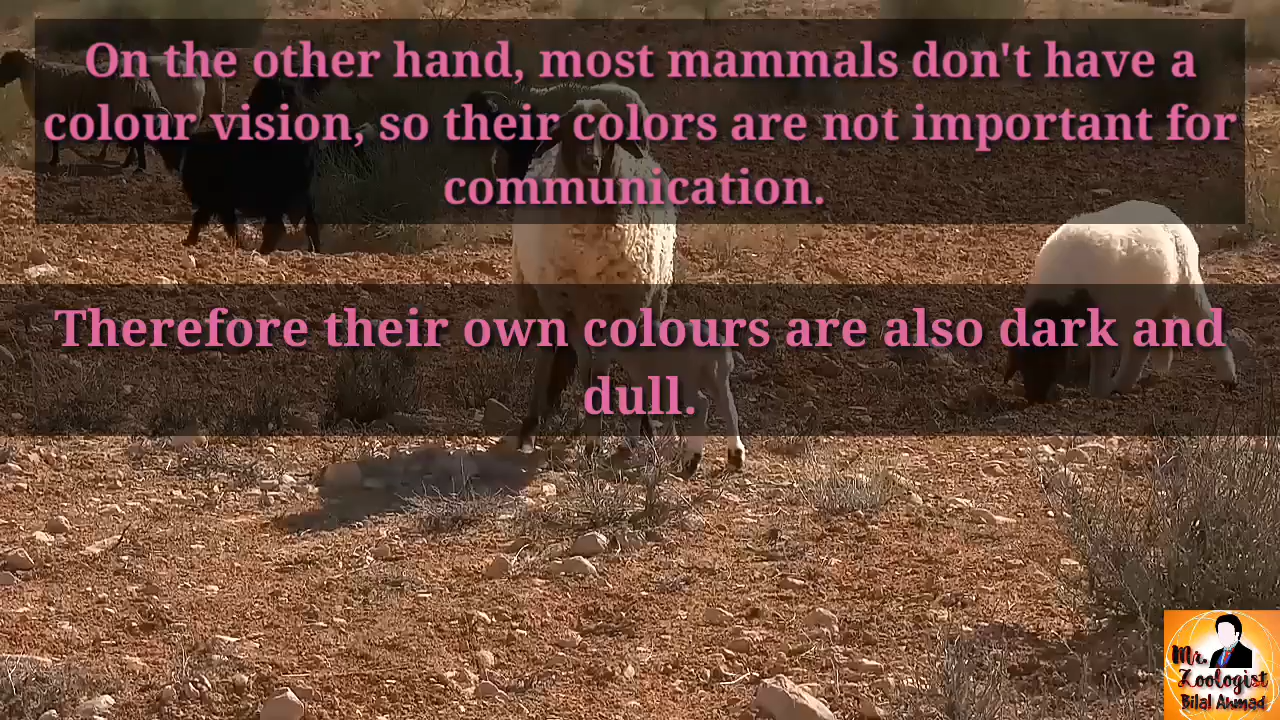 On the other hand, most mammals don't have a
colour vision, so their colors are not important for
communication.
Therefore their own colours are also dark and
dull.
Mr.
Zoologist
Bilal Ahmad